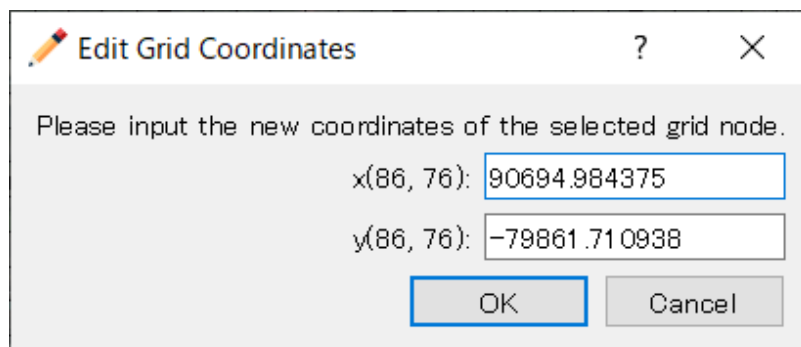 Edit Grid Coordinates ?
Please input the new coordinates of the selected grid node.
x(86, 76): 90694.984375
y(86, 76): -79861.710938
OK Cancel